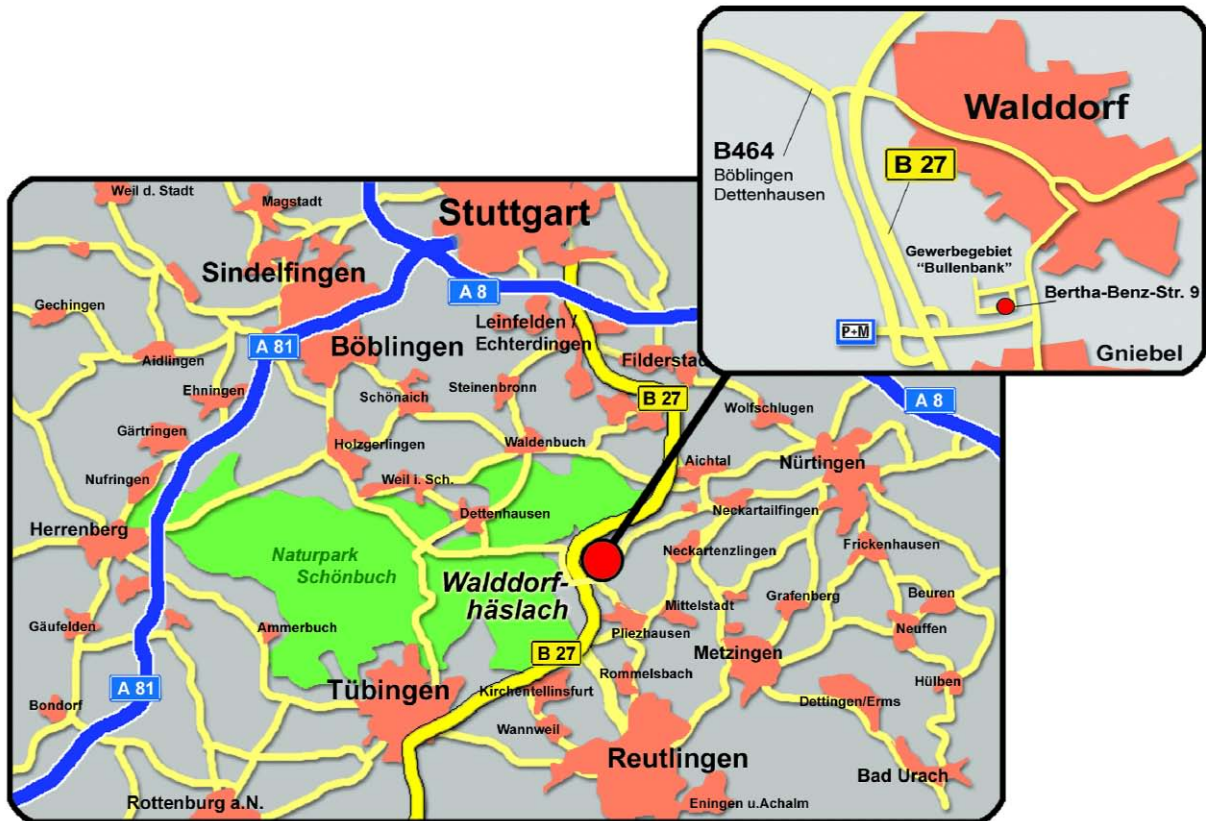 Walddorf
B464
Böblingen
Dettenhausen
B 27
Gewerbegebiet
"Bullenbank"
Bertha-Benz-Str. 9
P+M
Gniebel
Weil d. Stadt
Magstadt
Stuttgart
Sindelfingen
A 8
Gechingen
Leinfelden /
Echterdingen
A 81
Böblingen
Aidlingen
Filderstad
Ehningen
Schönaich
Steinenbronn
B 27
Wolfschlugen
A 8
Gärtringen
Holzgerlingen
Waldenbuch
Aichtal
Nürtingen
Nufringen
Weil i. Sch.
Neckartailfingen
Herrenberg
Dettenhausen
Neckartenzlingen
Frickenhausen
Naturpark
Schönbuch
Walddorf-
häslach
Grafenberg
Beuren
Mittelstadt
Gäufelden
Ammerbuch
Pliezhausen
Neuffen
B 27
Metzingen
Rommelsbach
A 81
Tübingen
Kirchentellinsfurt
Hülben
Bondorf
Dettingen/Erms
Wannweil
Reutlingen
Bad Urach
Rottenburg a.N.
Eningen u.Achalm